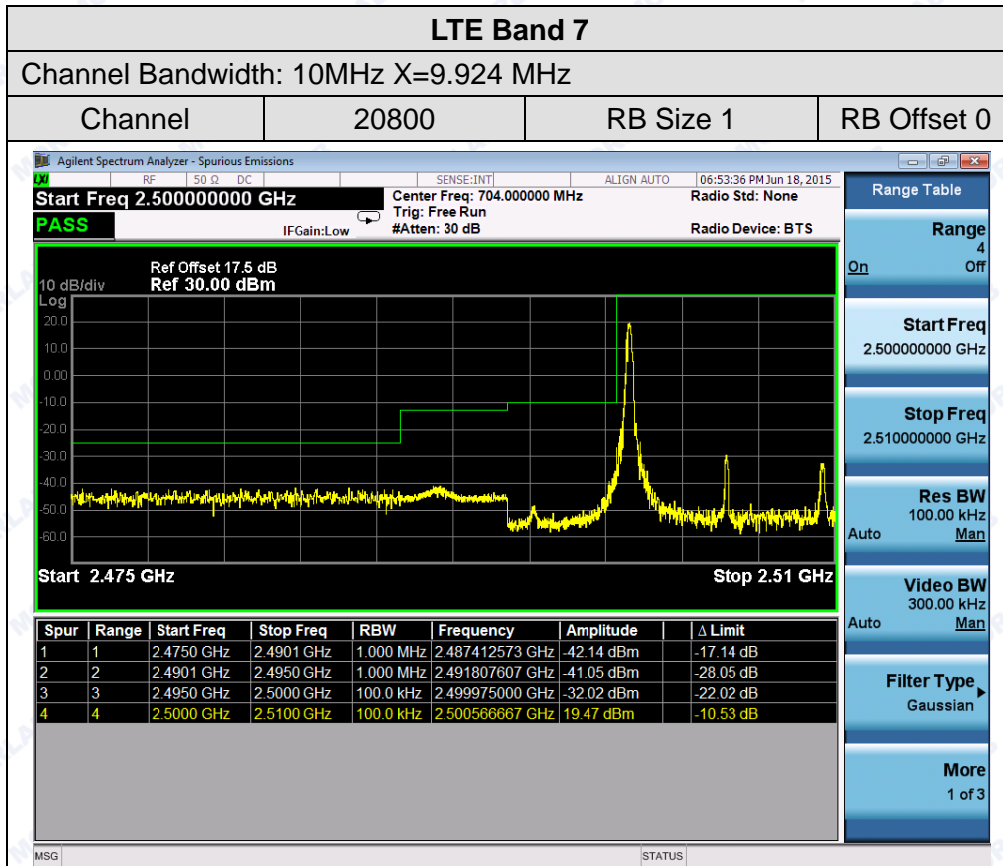 LTE Band 7
Channel Bandwidth: 10MHz X=9.924 MHz
Channel 20800 RB Size 1 RB Offset 0
Agilent Spectrum Analyzer - Spurious Emissions
LXI RF 50 Ω DC SENSE:INT ALIGN AUTO 06:53:36 PM Jun 18, 2015
Start Freq 2.500000000 GHz
Center Freq: 704.000000 MHz Radio Std: None
Trig: Free Run
PASS IFGain:Low #Atten: 30 dB Radio Device: BTS
Ref Offset 17.5 dB
10 dB/div Ref 30.00 dBm
Log
20.0
10.0
0.00
-10.0
-20.0
-30.0
-40.0
-50.0
-60.0
Start 2.475 GHz Stop 2.51 GHz
Spur Range Start Freq Stop Freq RBW Frequency Amplitude Δ Limit
1 1 2.4750 GHz 2.4901 GHz 1.000 MHz 2.487412573 GHz -42.14 dBm -17.14 dB
2 2 2.4901 GHz 2.4950 GHz 1.000 MHz 2.491807607 GHz -41.05 dBm -28.05 dB
3 3 2.4950 GHz 2.5000 GHz 100.0 kHz 2.499975000 GHz -32.02 dBm -22.02 dB
4 4 2.5000 GHz 2.5100 GHz 100.0 kHz 2.500566667 GHz 19.47 dBm -10.53 dB
MSG STATUS
Range Table
Range
4
On Off
Start Freq
2.500000000 GHz
Stop Freq
2.510000000 GHz
Res BW
100.00 kHz
Auto Man
Video BW
300.00 kHz
Auto Man
Filter Type
Gaussian
More
1 of 3